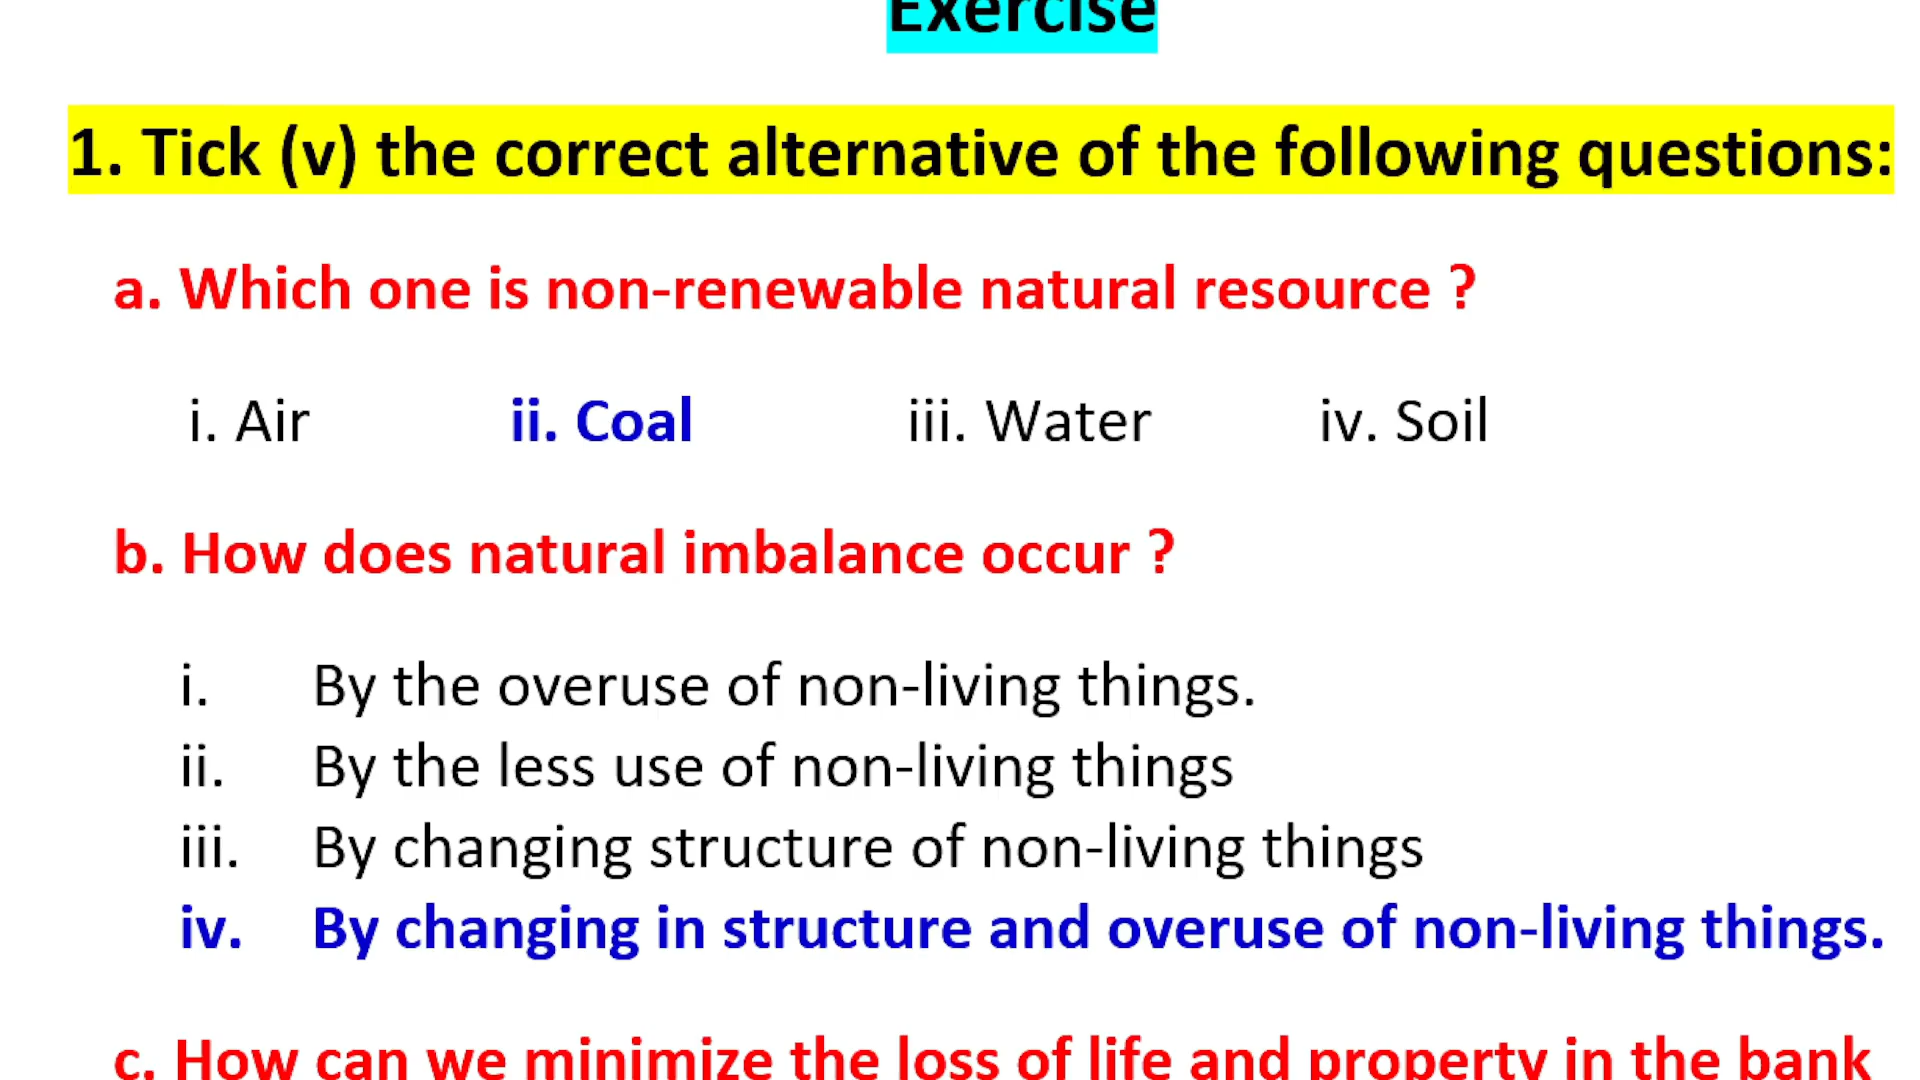 Exercise
1. Tick (v) the correct alternative of the following questions:
a. Which one is non-renewable natural resource ?
i. Air ii. Coal iii. Water iv. Soil
b. How does natural imbalance occur ?
i. By the overuse of non-living things.
ii. By the less use of non-living things
iii. By changing structure of non-living things
iv. By changing in structure and overuse of non-living things.
c. How can we minimize the loss of life and property in the bank